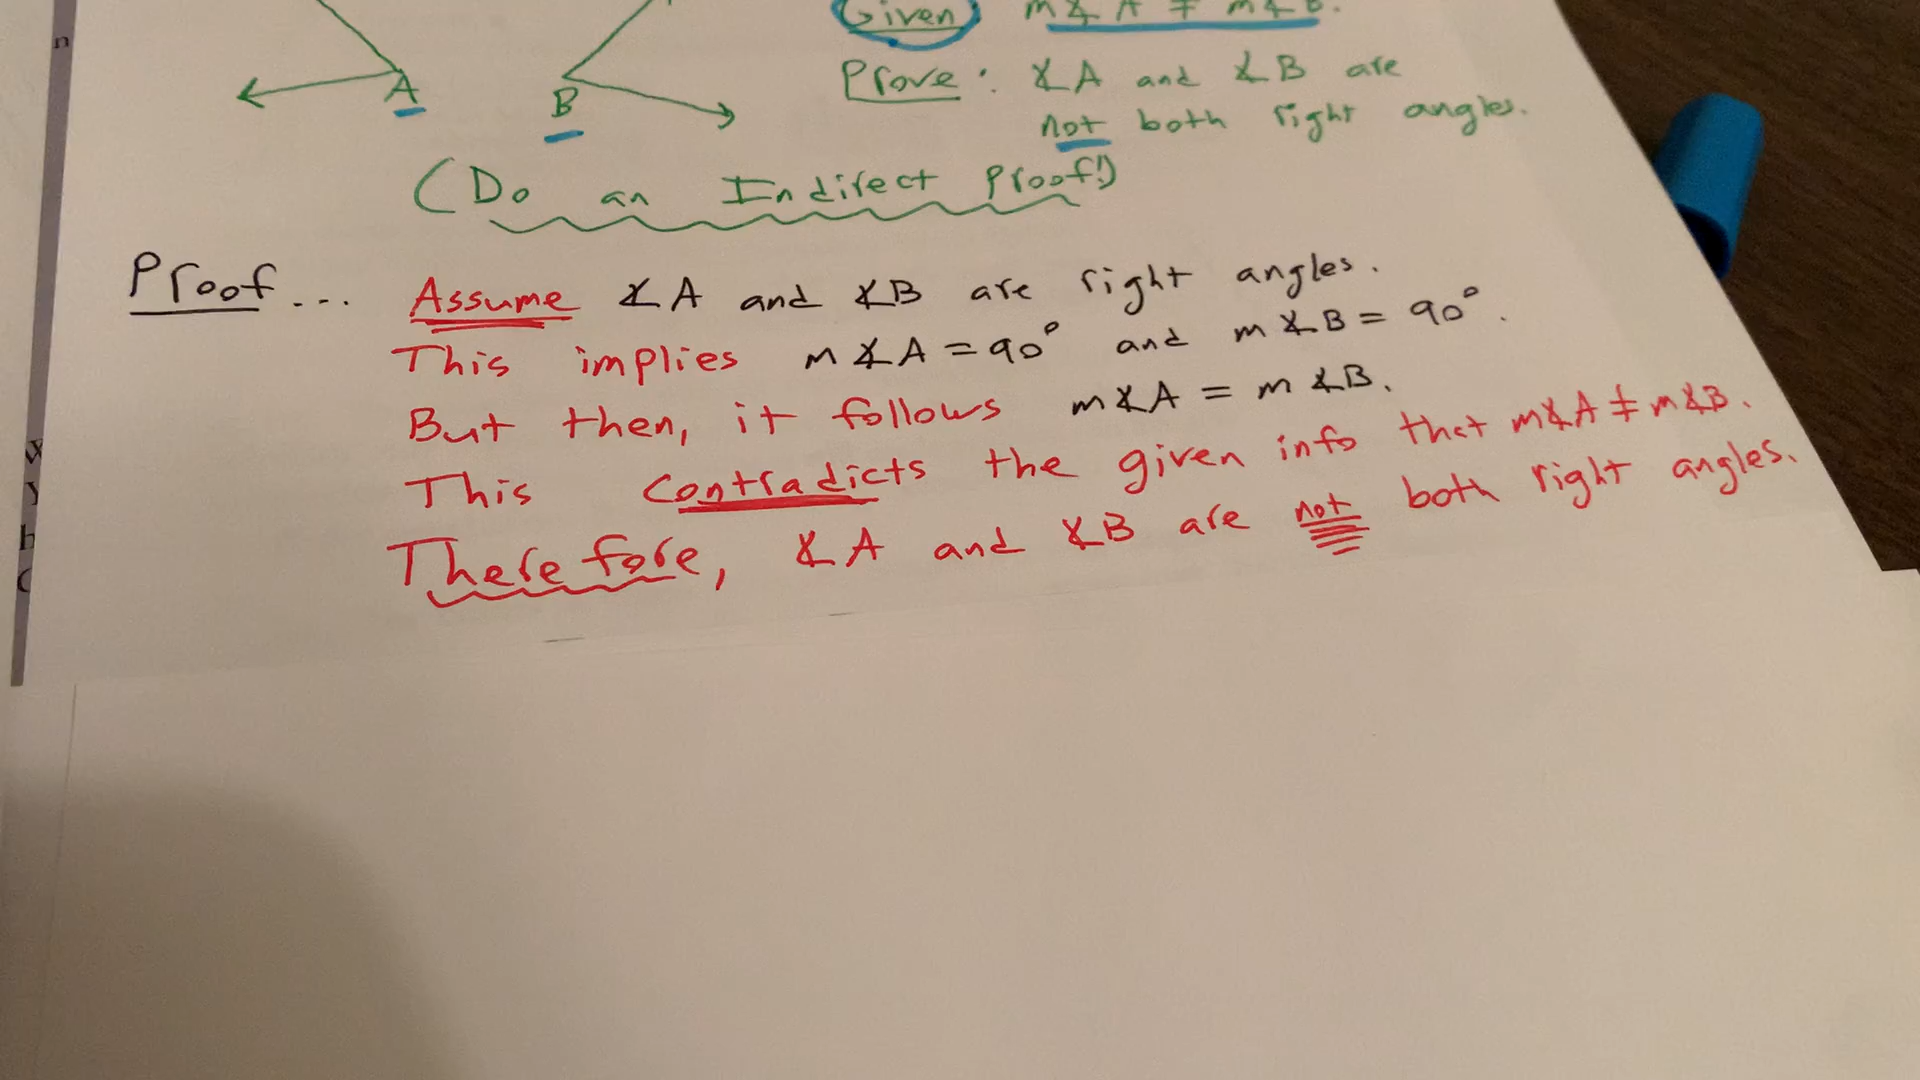 Given m∡A ≠ m∡B.
A B Prove: ∡A and ∡B are
not both right angles.
(Do an Indirect Proof!)
Proof... Assume ∡A and ∡B are right angles.
This implies m∡A = 90° and m∡B = 90°.
But then, it follows m∡A = m∡B.
This contradicts the given info that m∡A ≠ m∡B.
Therefore, ∡A and ∡B are not both right angles.